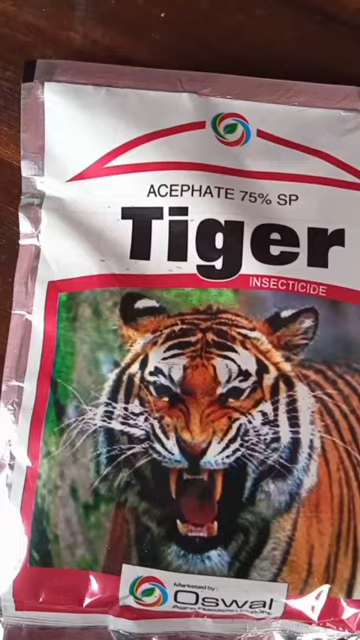 ACEPHATE 75% SP
Tiger
INSECTICIDE
Marketed by:
Oswal